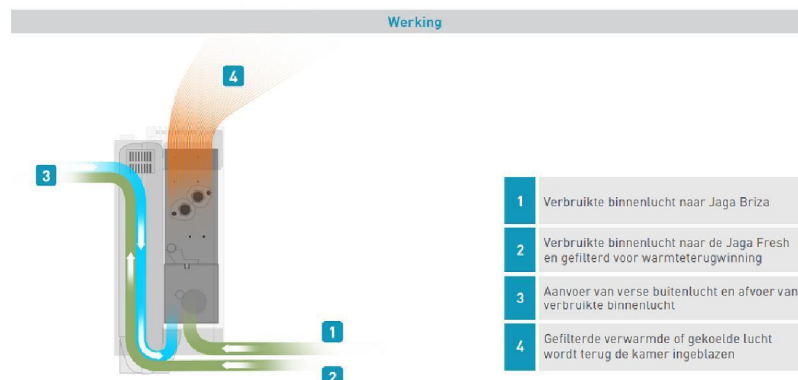 Werking
4
3
1
2
1 Verbruikte binnenlucht naar Jaga Briza
2 Verbruikte binnenlucht naar de Jaga Fresh
en gefilterd voor warmteterugwinning
3 Aanvoer van verse buitenlucht en afvoer van
verbruikte binnenlucht
4 Gefilterde verwarmde of gekoelde lucht
wordt terug de kamer ingeblazen